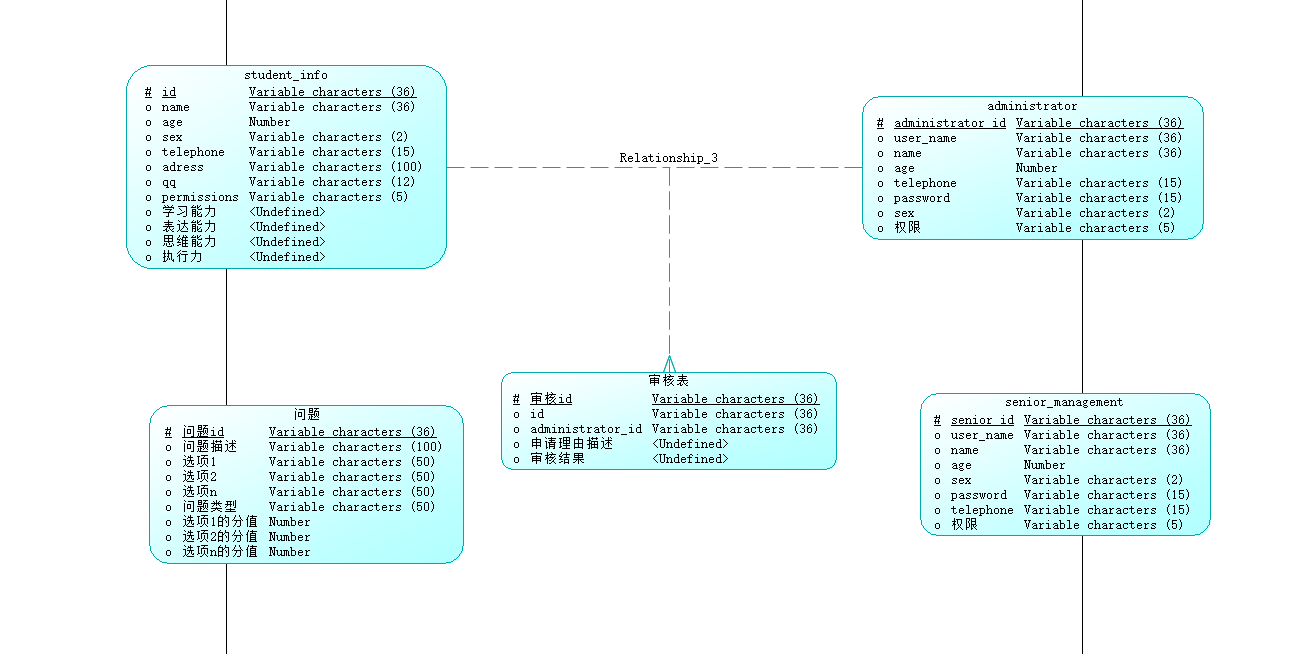 student_info
# id Variable characters (36)
o name Variable characters (36)
o age Number
o sex Variable characters (2)
o telephone Variable characters (15)
o adress Variable characters (100)
o qq Variable characters (12)
o permissions Variable characters (5)
o 学习能力 <Undefined>
o 表达能力 <Undefined>
o 思维能力 <Undefined>
o 执行力 <Undefined>
Relationship_3
administrator
# administrator_id Variable characters (36)
o user_name Variable characters (36)
o name Variable characters (36)
o age Number
o telephone Variable characters (15)
o password Variable characters (15)
o sex Variable characters (2)
o 权限 Variable characters (5)
问题
# 问题id Variable characters (36)
o 问题描述 Variable characters (100)
o 选项1 Variable characters (50)
o 选项2 Variable characters (50)
o 选项n Variable characters (50)
o 问题类型 Variable characters (50)
o 选项1的分值 Number
o 选项2的分值 Number
o 选项n的分值 Number
审核表
# 审核id Variable characters (36)
o id Variable characters (36)
o administrator_id Variable characters (36)
o 申请理由描述 <Undefined>
o 审核结果 <Undefined>
senior_management
# senior_id Variable characters (36)
o user_name Variable characters (36)
o name Variable characters (36)
o age Number
o sex Variable characters (2)
o password Variable characters (15)
o telephone Variable characters (15)
o 权限 Variable characters (5)